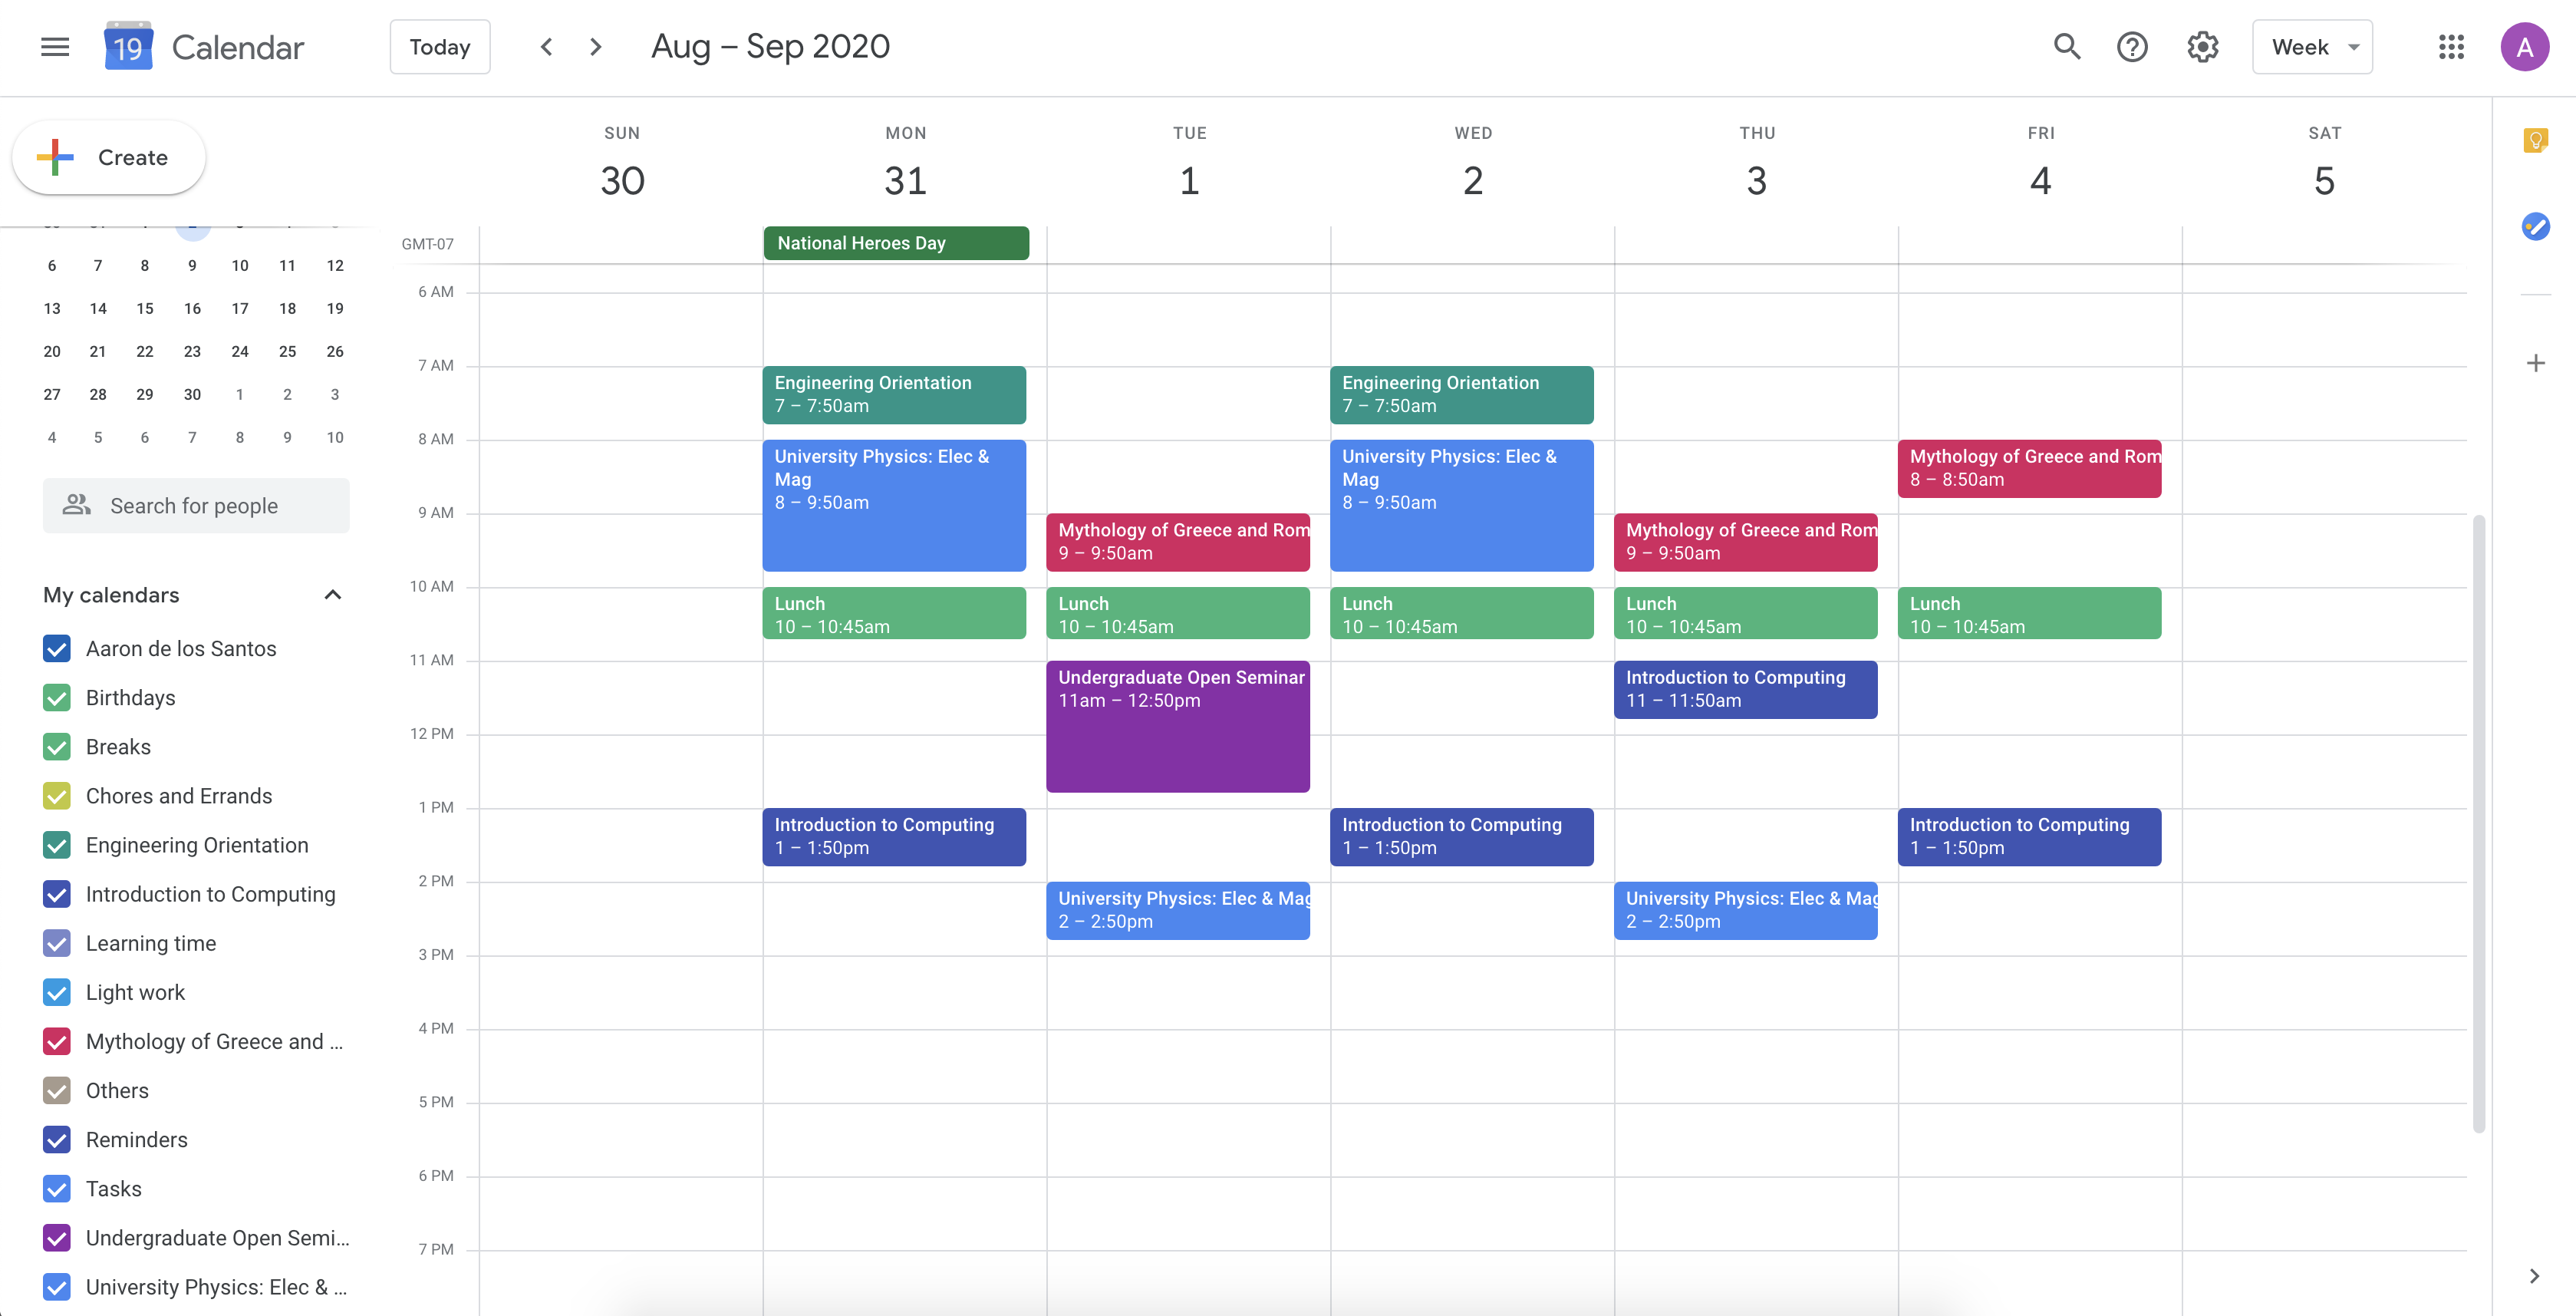 19
Calendar
Today
Aug – Sep 2020
Week
A
Create
SUN
MON
TUE
WED
THU
FRI
SAT
30
31
1
2
3
4
5
GMT-07
National Heroes Day
6 7 8 9 10 11 12
13 14 15 16 17 18 19
20 21 22 23 24 25 26
27 28 29 30 1 2 3
4 5 6 7 8 9 10
Search for people
My calendars
Aaron de los Santos
Birthdays
Breaks
Chores and Errands
Engineering Orientation
Introduction to Computing
Learning time
Light work
Mythology of Greece and ...
Others
Reminders
Tasks
Undergraduate Open Semi...
University Physics: Elec & ...
6 AM
7 AM
8 AM
9 AM
10 AM
11 AM
12 PM
1 PM
2 PM
3 PM
4 PM
5 PM
6 PM
7 PM
Engineering Orientation
7 – 7:50am
University Physics: Elec &
Mag
8 – 9:50am
Lunch
10 – 10:45am
Introduction to Computing
1 – 1:50pm
Mythology of Greece and Rom
9 – 9:50am
Lunch
10 – 10:45am
Undergraduate Open Seminar
11am – 12:50pm
University Physics: Elec & Mag
2 – 2:50pm
Engineering Orientation
7 – 7:50am
University Physics: Elec &
Mag
8 – 9:50am
Lunch
10 – 10:45am
Introduction to Computing
1 – 1:50pm
Mythology of Greece and Rom
9 – 9:50am
Lunch
10 – 10:45am
Introduction to Computing
11 – 11:50am
University Physics: Elec & Mag
2 – 2:50pm
Mythology of Greece and Rom
8 – 8:50am
Lunch
10 – 10:45am
Introduction to Computing
1 – 1:50pm